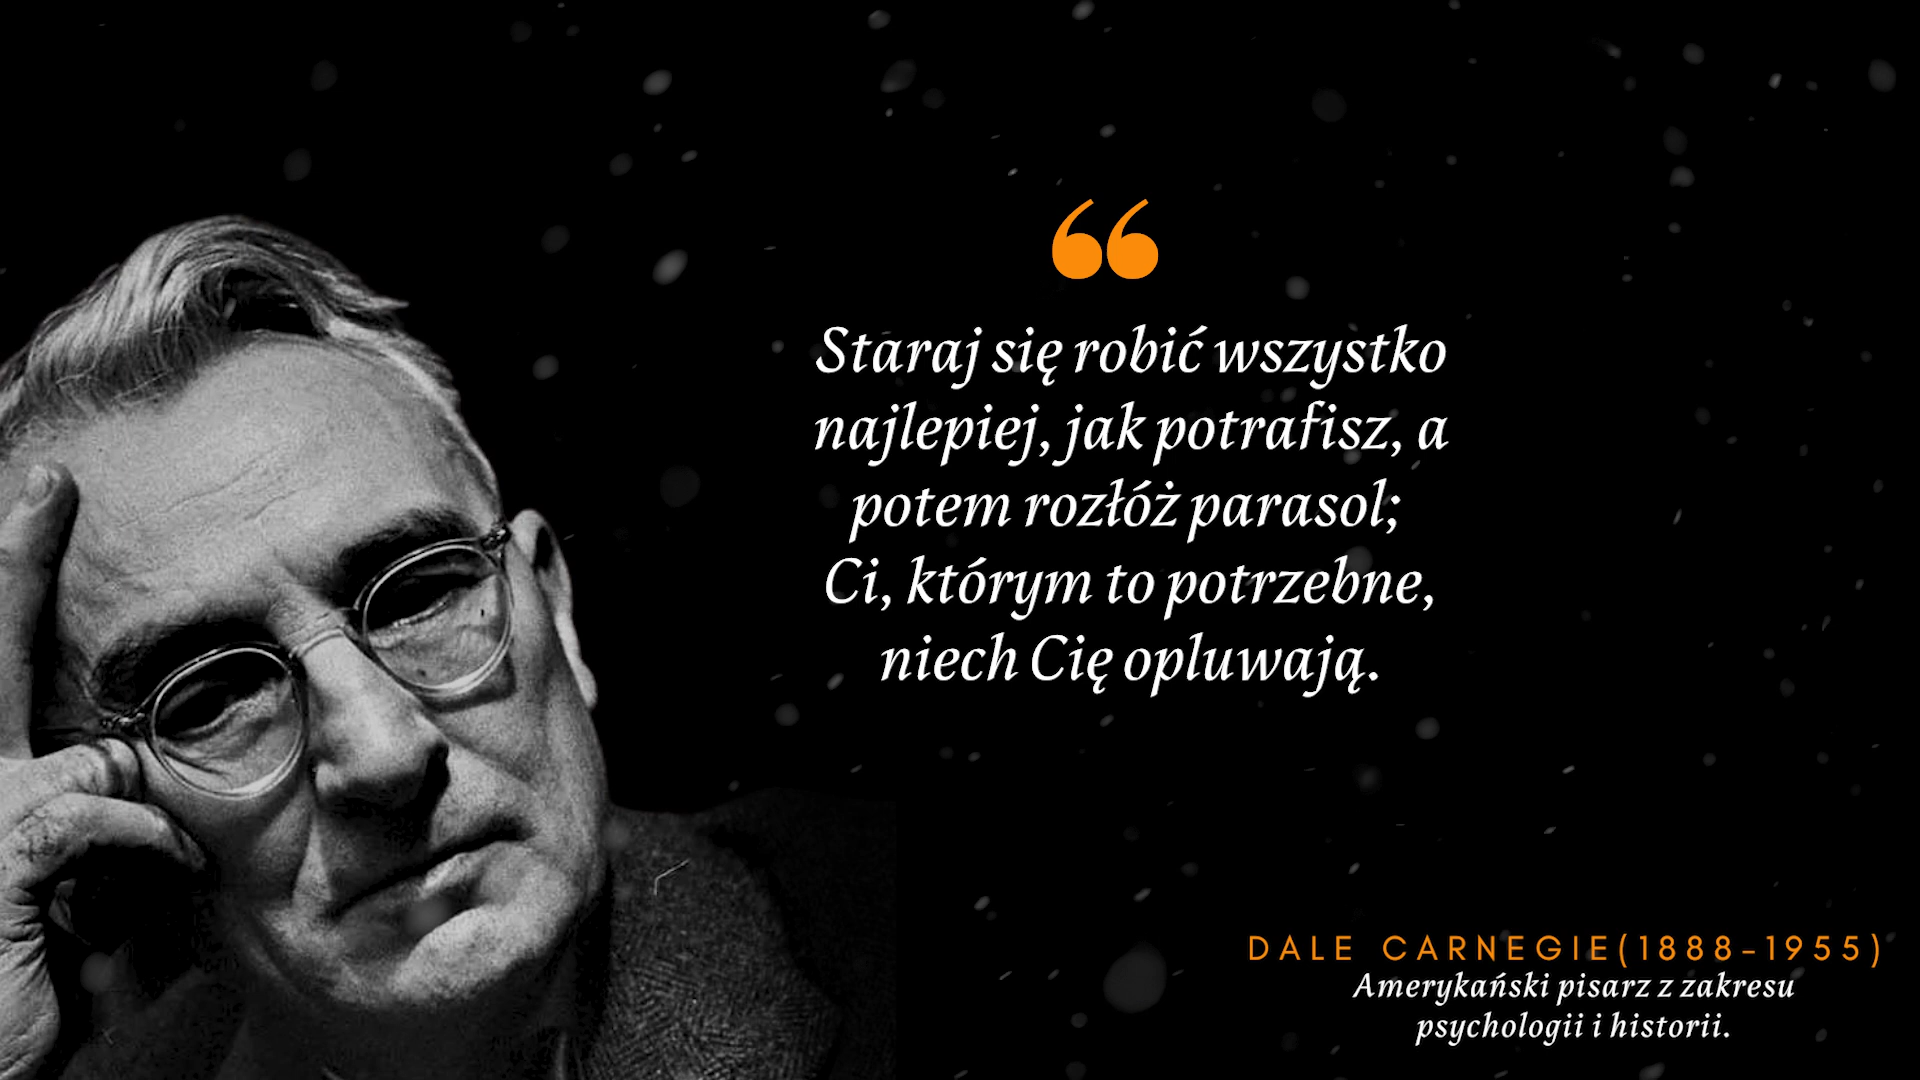 “
Staraj się robić wszystko
najlepiej, jak potrafisz, a
potem rozłóż parasol;
Ci, którym to potrzebne,
niech Cię opluwają.
DALE CARNEGIE(1888-1955)
Amerykański pisarz z zakresu
psychologii i historii.